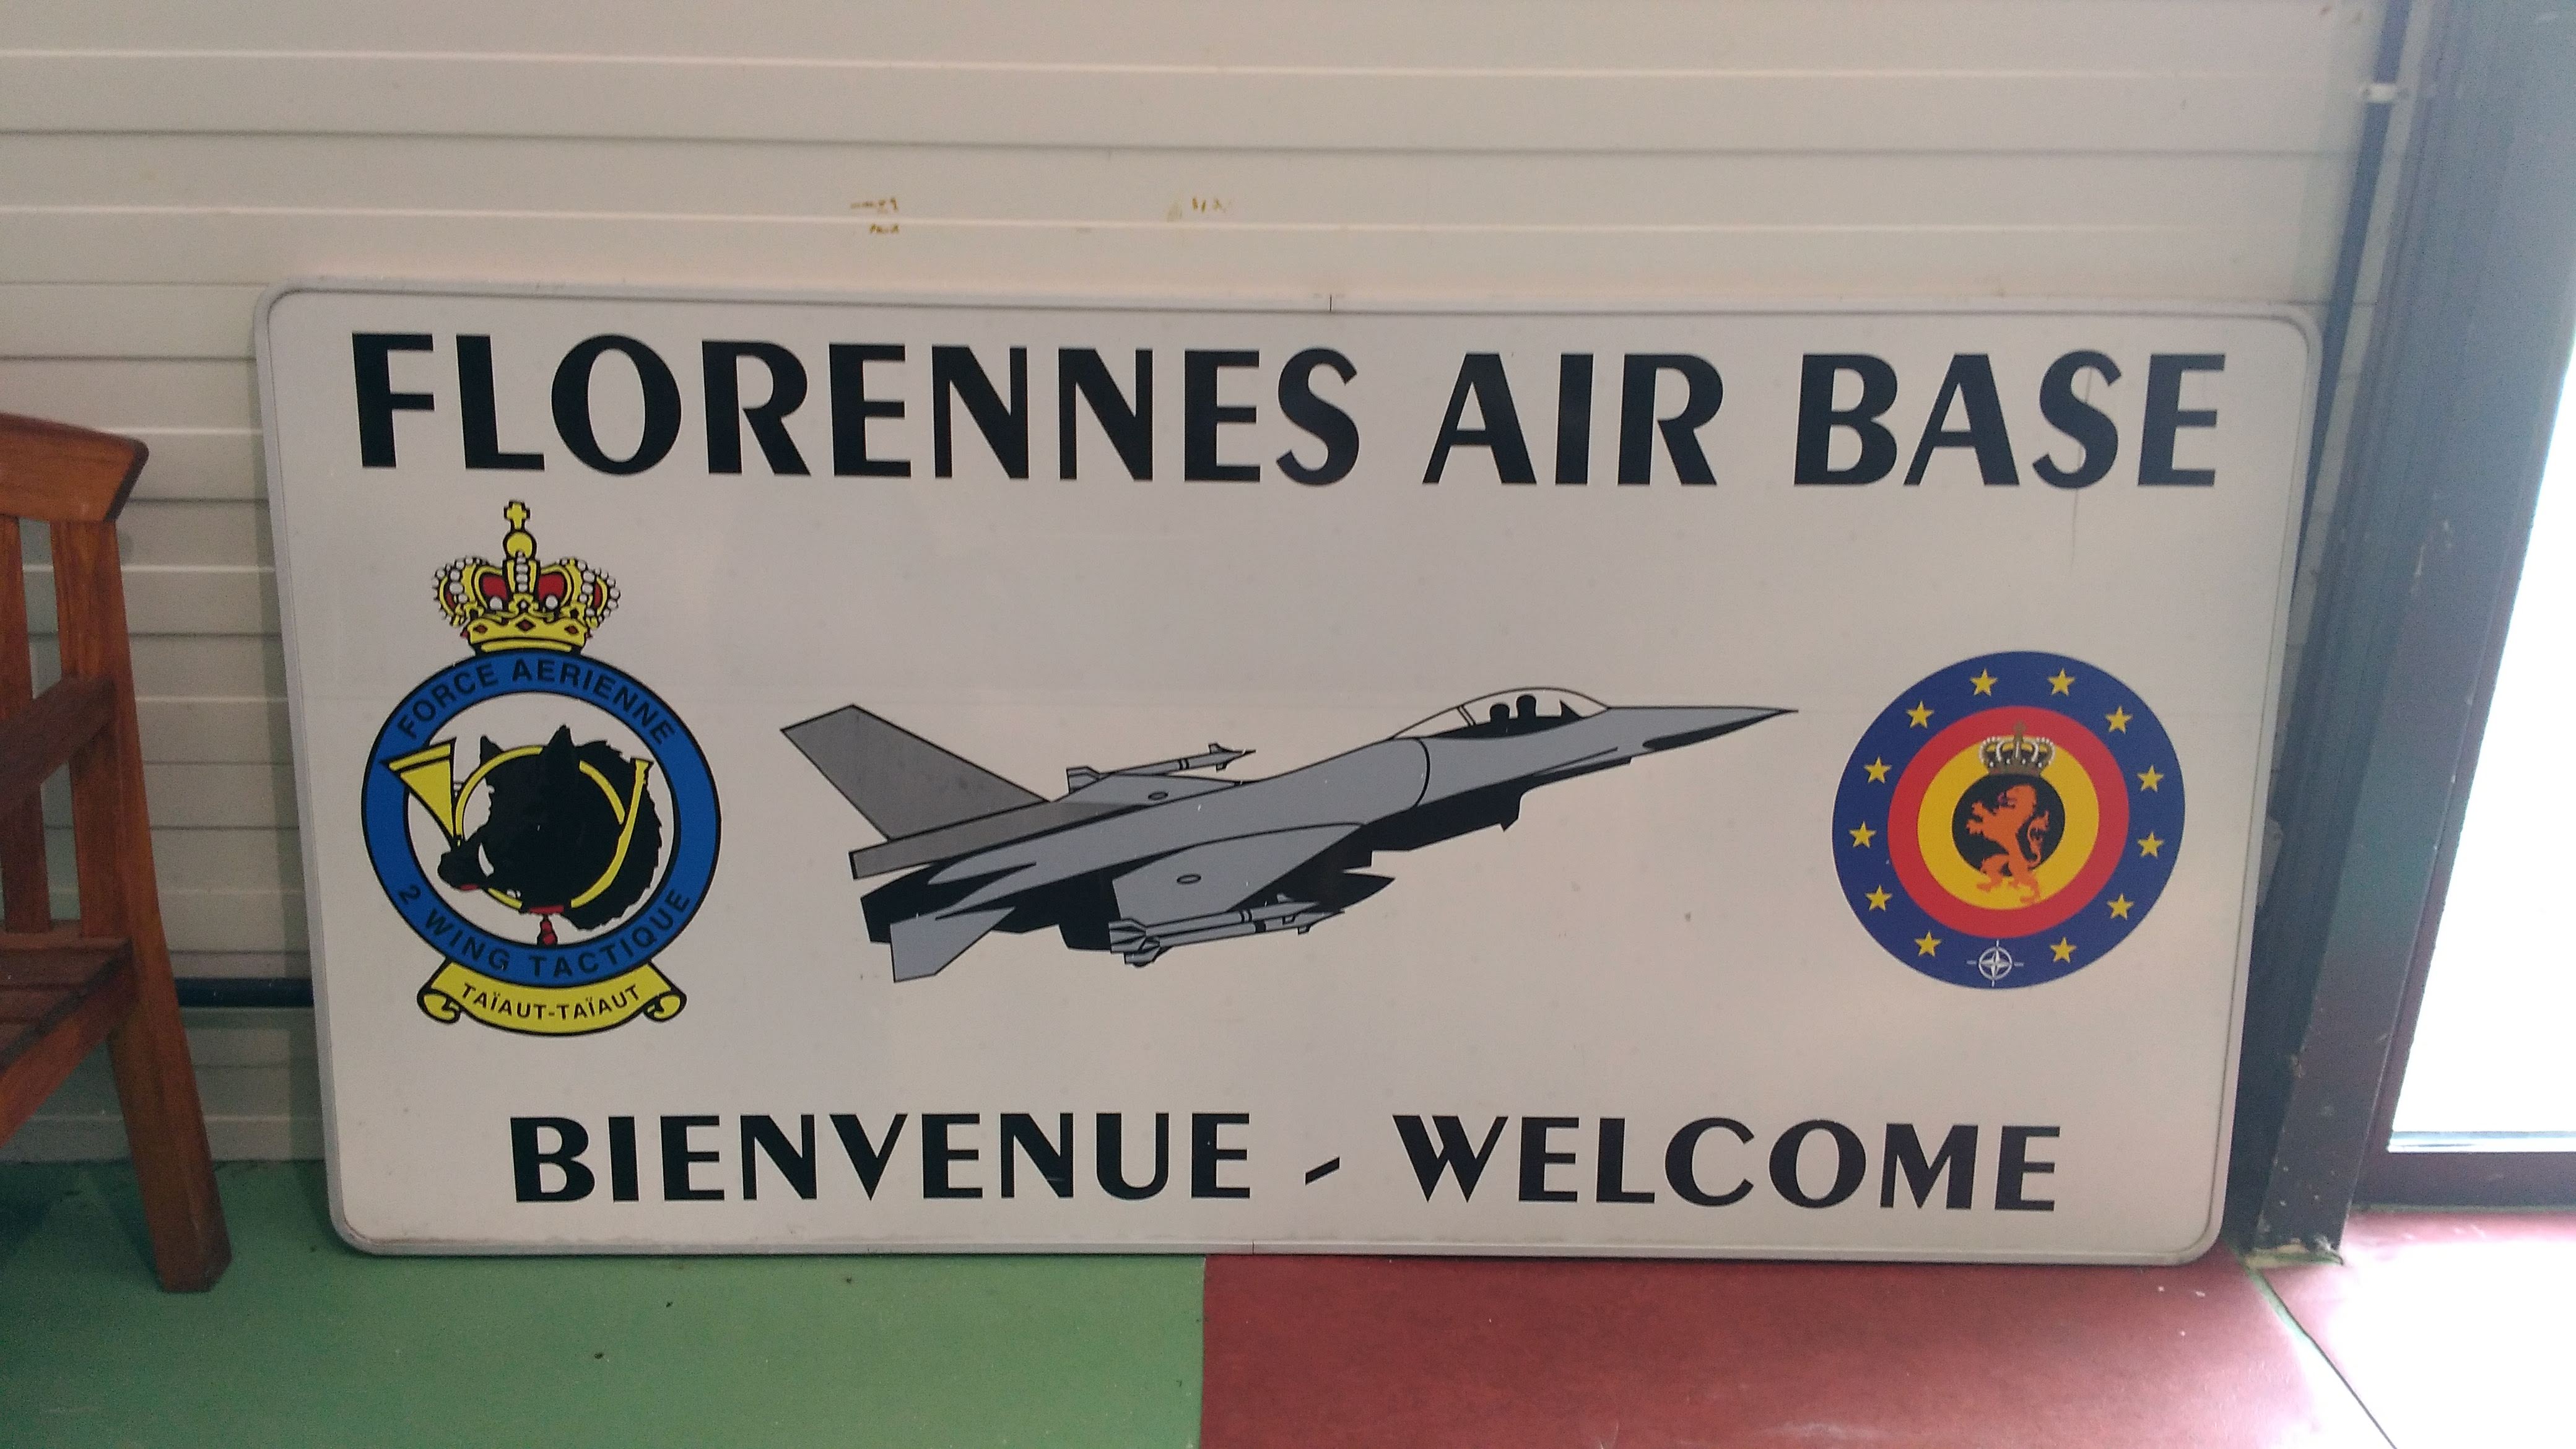 FLORENNES AIR BASE
FORCE AERIENNE
2 WING TACTIQUE
TAÏAUT-TAÏAUT
BIENVENUE - WELCOME